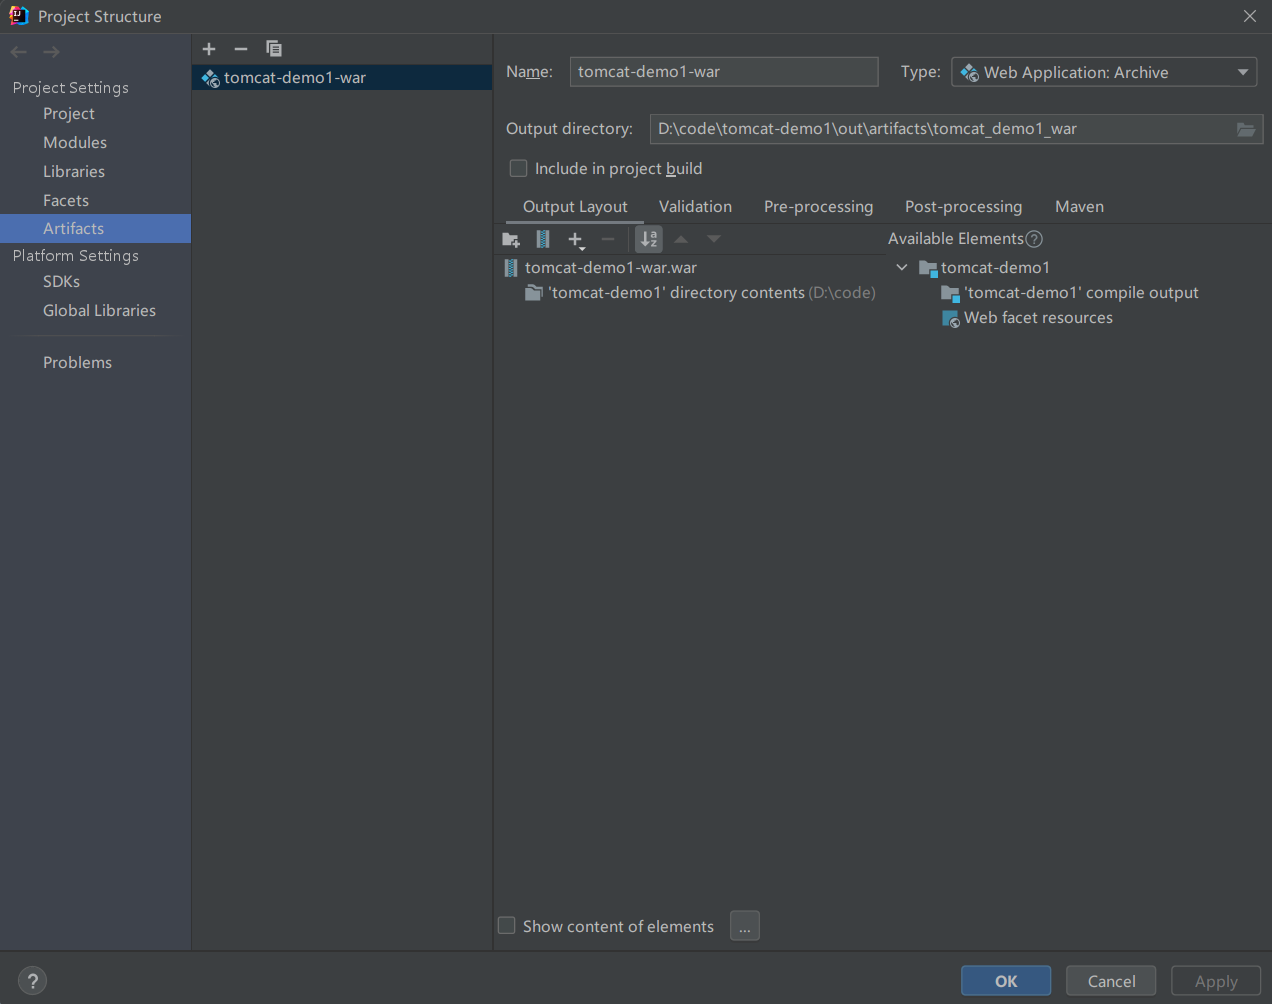 Project Structure
Project Settings
Project
Modules
Libraries
Facets
Artifacts
Platform Settings
SDKs
Global Libraries
Problems
tomcat-demo1-war
Name: tomcat-demo1-war Type: Web Application: Archive
Output directory: D:\code\tomcat-demo1\out\artifacts\tomcat_demo1_war
Include in project build
Output Layout Validation Pre-processing Post-processing Maven
Available Elements
tomcat-demo1-war.war
'tomcat-demo1' directory contents (D:\code)
tomcat-demo1
'tomcat-demo1' compile output
Web facet resources
Show content of elements ...
? OK Cancel Apply